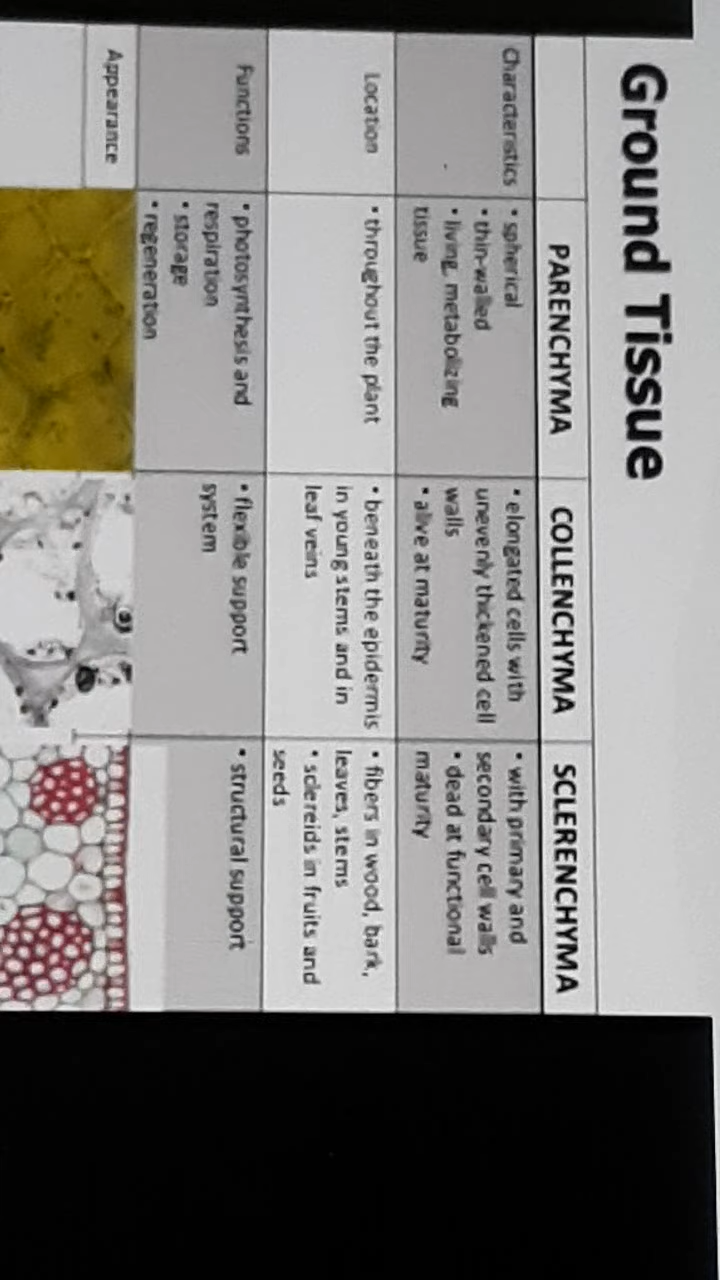 Ground Tissue
PARENCHYMA
COLLENCHYMA
SCLERENCHYMA
Characteristics
• spherical
• thin-walled
• living, metabolizing
tissue
• elongated cells with
unevenly thickened cell
walls
• alive at maturity
• with primary and
secondary cell walls
• dead at functional
maturity
Location
• throughout the plant
• beneath the epidermis
in young stems and in
leaf veins
• fibers in wood, bark,
leaves, stems
• sclereids in fruits and
seeds
Functions
• photosynthesis and
respiration
• storage
• regeneration
• flexible support
system
• structural support
Appearance